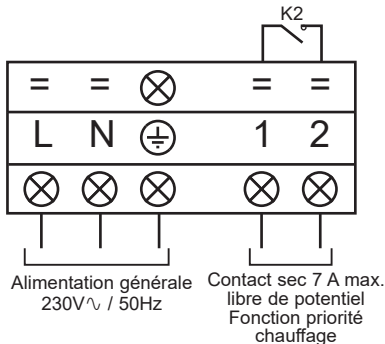 K2
= = = =
L N 1 2
Alimentation générale
230V∿ / 50Hz
Contact sec 7 A max.
libre de potentiel
Fonction priorité
chauffage